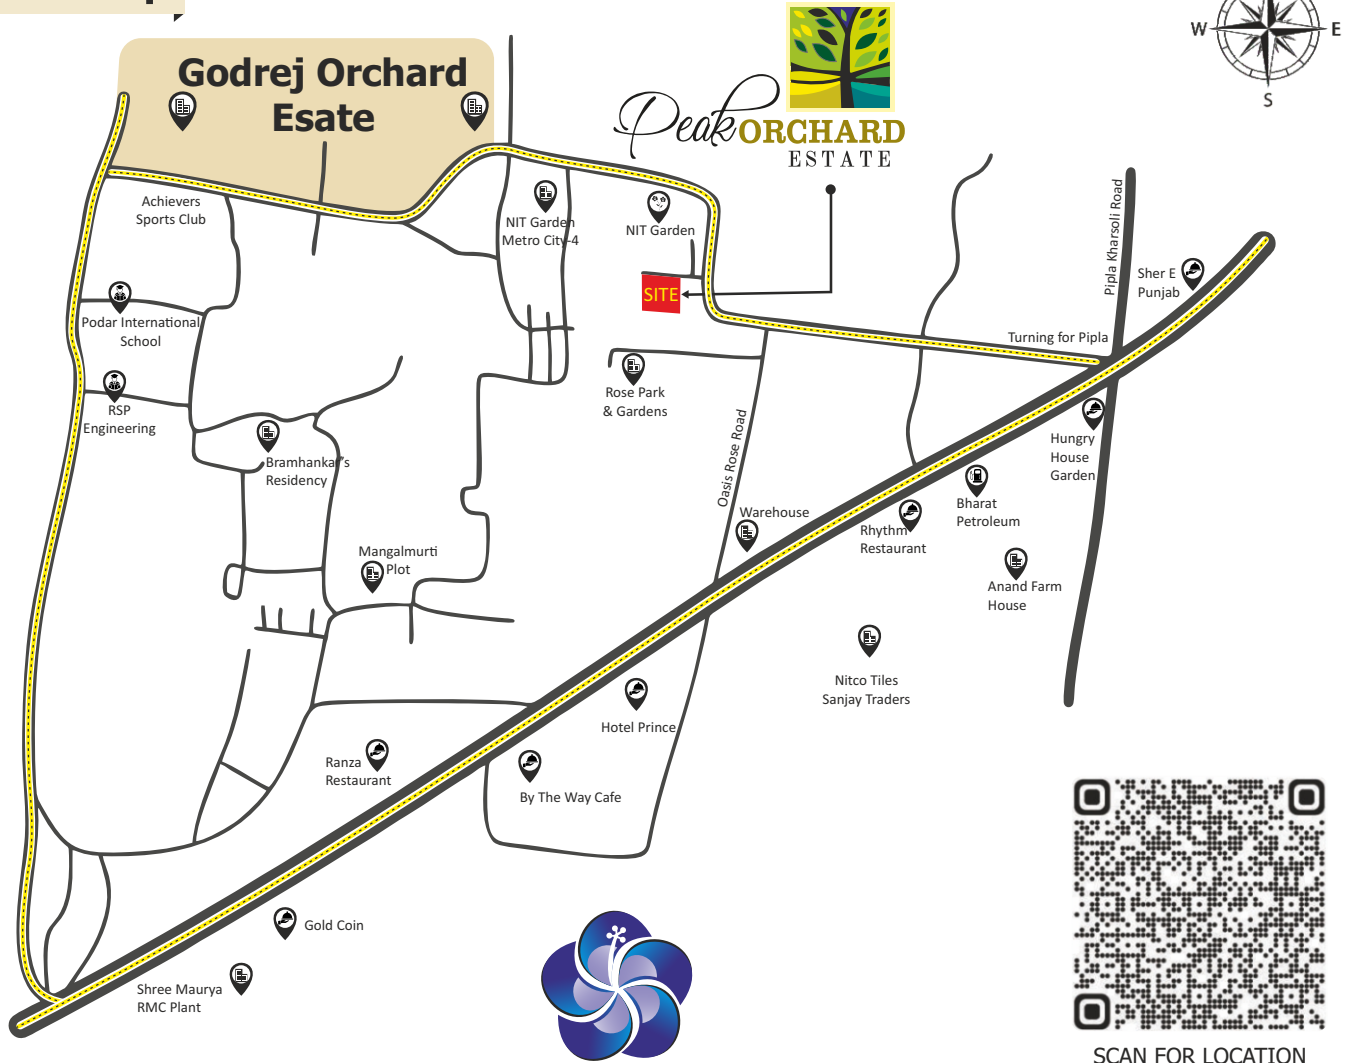 Godrej Orchard
Esate
Peak ORCHARD
ESTATE
W
E
S
Achievers
Sports Club
NIT Garden
Metro City-4
NIT Garden
SITE
Pipla Kharsoli Road
Sher E
Punjab
Turning for Pipla
Podar International
School
RSP
Engineering
Rose Park
& Gardens
Oasis Rose Road
Bramhankar's
Residency
Hungry
House
Garden
Bharat
Petroleum
Warehouse
Rhythm
Restaurant
Mangalmurti
Plot
Anand Farm
House
Nitco Tiles
Sanjay Traders
Hotel Prince
Ranza
Restaurant
By The Way Cafe
Gold Coin
Shree Maurya
RMC Plant
SCAN FOR LOCATION